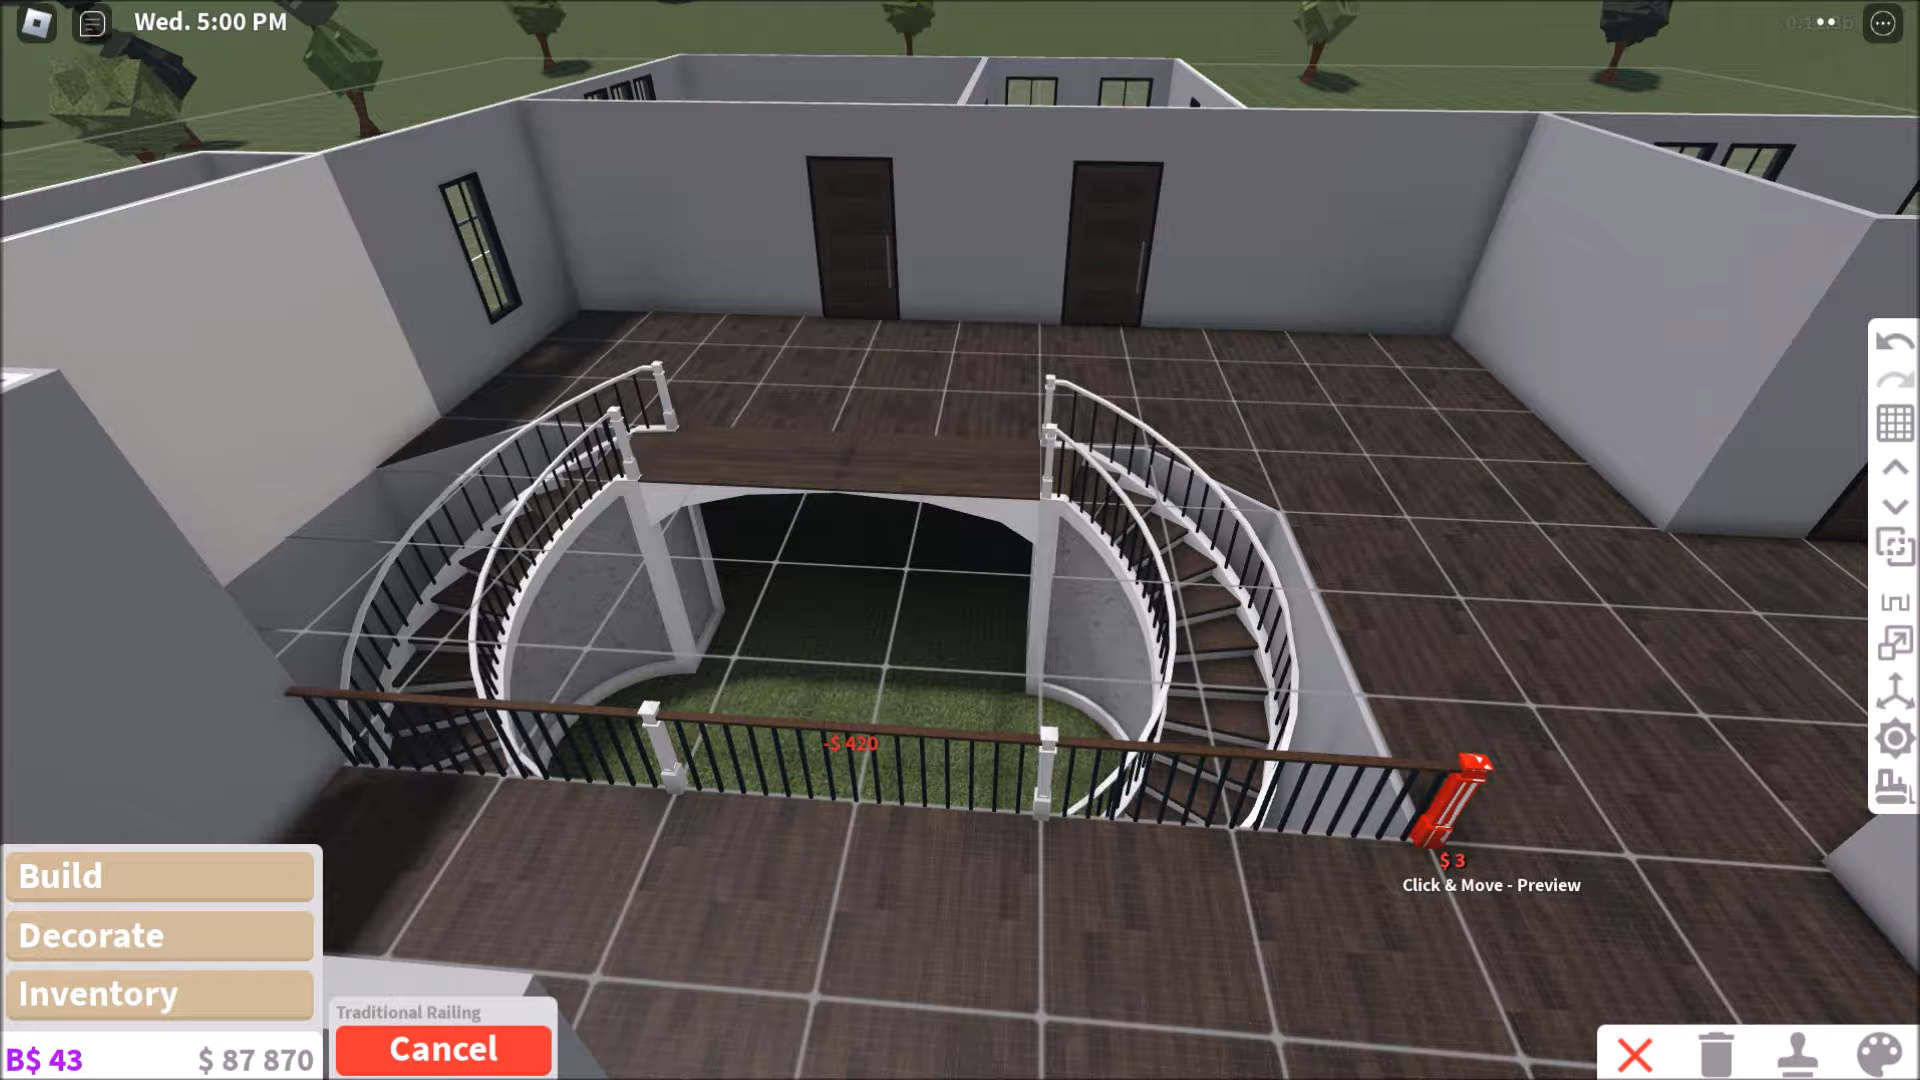 Wed. 5:00 PM
-$ 420
$ 3
Click & Move - Preview
Build
Decorate
Inventory
Traditional Railing
Cancel
B$ 43
$ 87 870